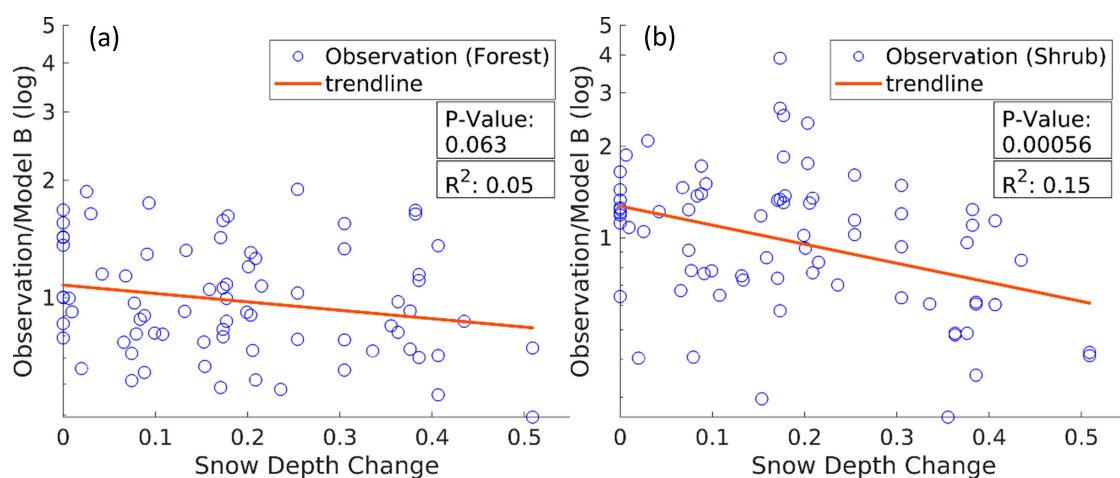 (a)
Observation (Forest)
trendline
P-Value:
0.063
R²: 0.05
Observation/Model B (log)
5
4
3
2
1
0
0.1
0.2
0.3
0.4
0.5
Snow Depth Change
(b)
Observation (Shrub)
trendline
P-Value:
0.00056
R²: 0.15
Observation/Model B (log)
5
4
3
2
1
0
0.1
0.2
0.3
0.4
0.5
Snow Depth Change